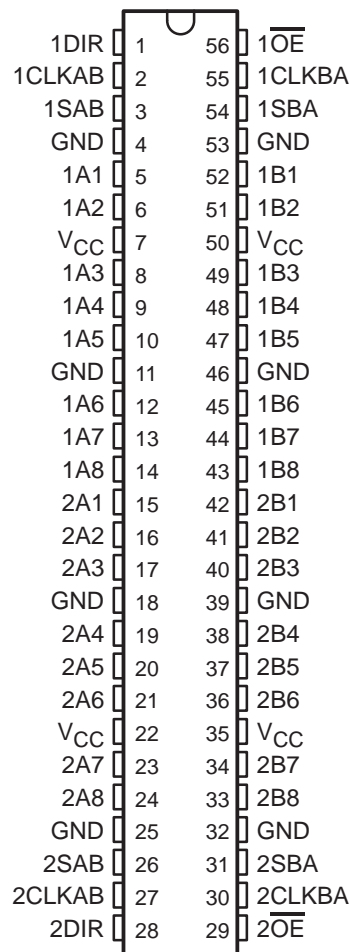 1DIR 1 56 1O̅E̅
1CLKAB 2 55 1CLKBA
1SAB 3 54 1SBA
GND 4 53 GND
1A1 5 52 1B1
1A2 6 51 1B2
VCC 7 50 VCC
1A3 8 49 1B3
1A4 9 48 1B4
1A5 10 47 1B5
GND 11 46 GND
1A6 12 45 1B6
1A7 13 44 1B7
1A8 14 43 1B8
2A1 15 42 2B1
2A2 16 41 2B2
2A3 17 40 2B3
GND 18 39 GND
2A4 19 38 2B4
2A5 20 37 2B5
2A6 21 36 2B6
VCC 22 35 VCC
2A7 23 34 2B7
2A8 24 33 2B8
GND 25 32 GND
2SAB 26 31 2SBA
2CLKAB 27 30 2CLKBA
2DIR 28 29 2O̅E̅